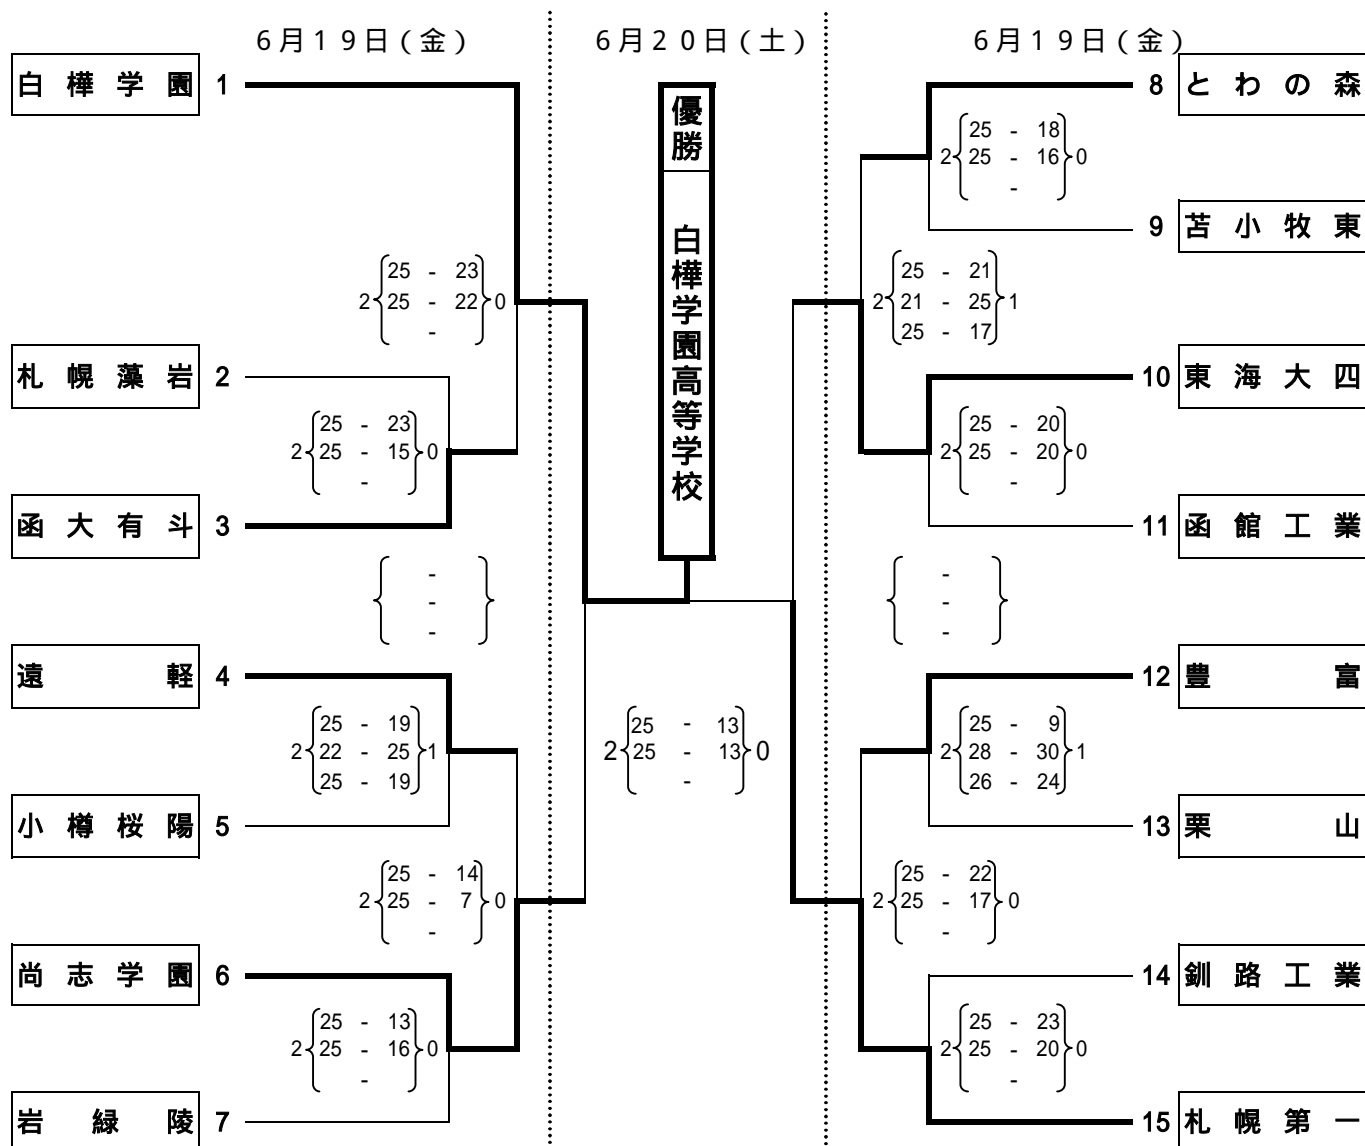 6月19日(金)
6月20日(土)
6月19日(金)
白樺学園 1
25 - 23
2 25 - 22 0
-
札幌藻岩 2
25 - 23
2 25 - 15 0
-
函大有斗 3
-
-
-
遠軽 4
25 - 19
2 22 - 25 1
25 - 19
小樽桜陽 5
25 - 14
2 25 - 7 0
-
尚志学園 6
25 - 13
2 25 - 16 0
-
岩緑陵 7
優勝
白樺学園高等学校
25 - 13
2 25 - 13 0
-
8 とわの森
25 - 18
2 25 - 16 0
-
9 苫小牧東
25 - 21
2 21 - 25 1
25 - 17
10 東海大四
25 - 20
2 25 - 20 0
-
11 函館工業
-
-
-
12 豊富
25 - 9
2 28 - 30 1
26 - 24
13 栗山
25 - 22
2 25 - 17 0
-
14 釧路工業
25 - 23
2 25 - 20 0
-
15 札幌第一